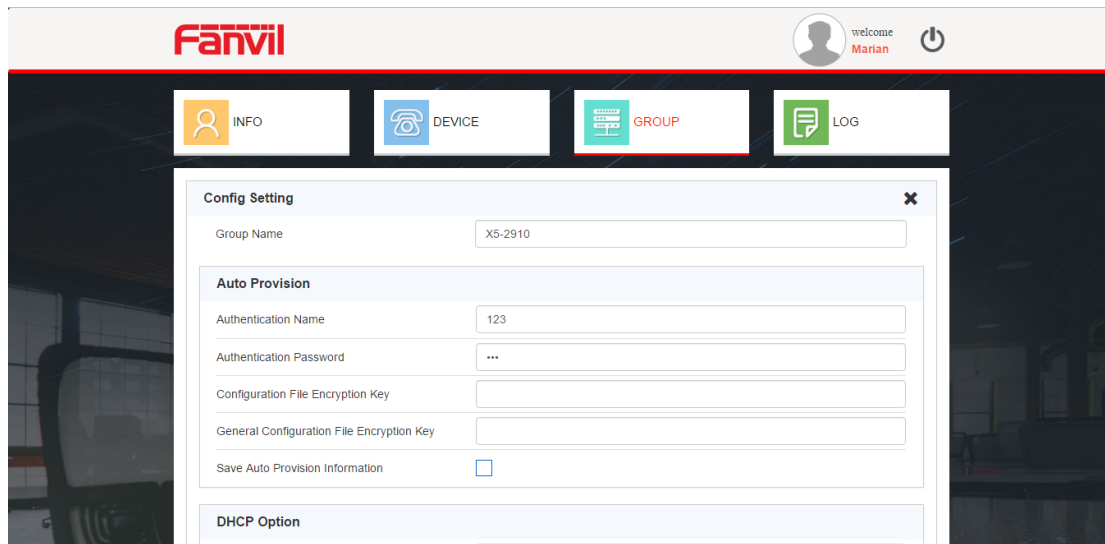 Fanvil
welcome
Marian
INFO
DEVICE
GROUP
LOG
Config Setting
Group Name
X5-2910
Auto Provision
Authentication Name
123
Authentication Password
•••
Configuration File Encryption Key
General Configuration File Encryption Key
Save Auto Provision Information
DHCP Option